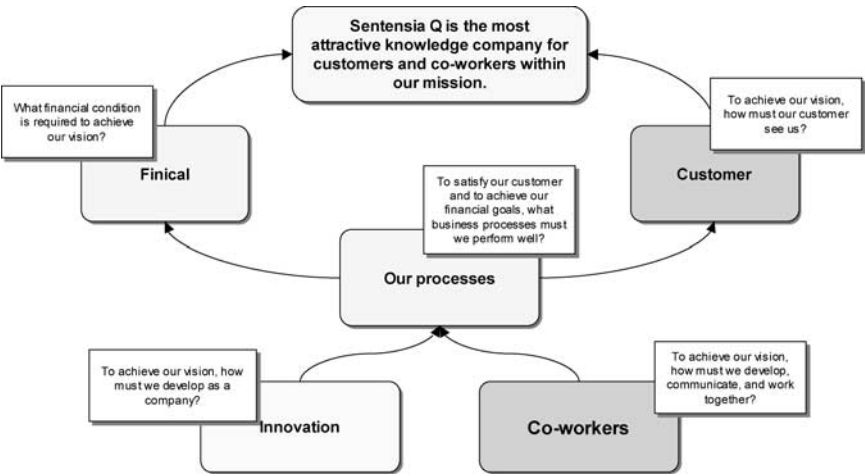 Sentensia Q is the most
attractive knowledge company for
customers and co-workers within
our mission.
What financial condition
is required to achieve
our vision?
Finical
To achieve our vision,
how must our customer
see us?
Customer
To satisfy our customer
and to achieve our
financial goals, what
business processes must
we perform well?
Our processes
To achieve our vision, how
must we develop as a
company?
Innovation
To achieve our vision,
how must we develop,
communicate, and work
together?
Co-workers